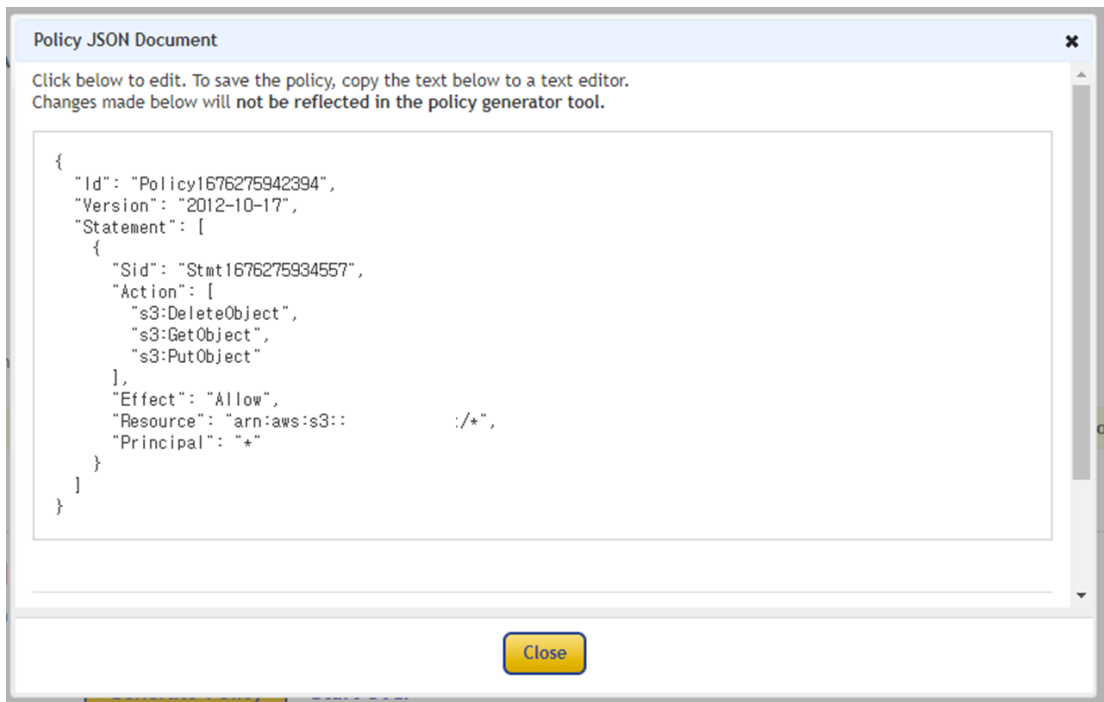 Policy JSON Document
Click below to edit. To save the policy, copy the text below to a text editor.
Changes made below will not be reflected in the policy generator tool.
{
"Id": "Policy1676275942394",
"Version": "2012-10-17",
"Statement": [
{
"Sid": "Stmt1676275934557",
"Action": [
"s3:DeleteObject",
"s3:GetObject",
"s3:PutObject"
],
"Effect": "Allow",
"Resource": "arn:aws:s3:: :/*",
"Principal": "*"
}
]
}
Close